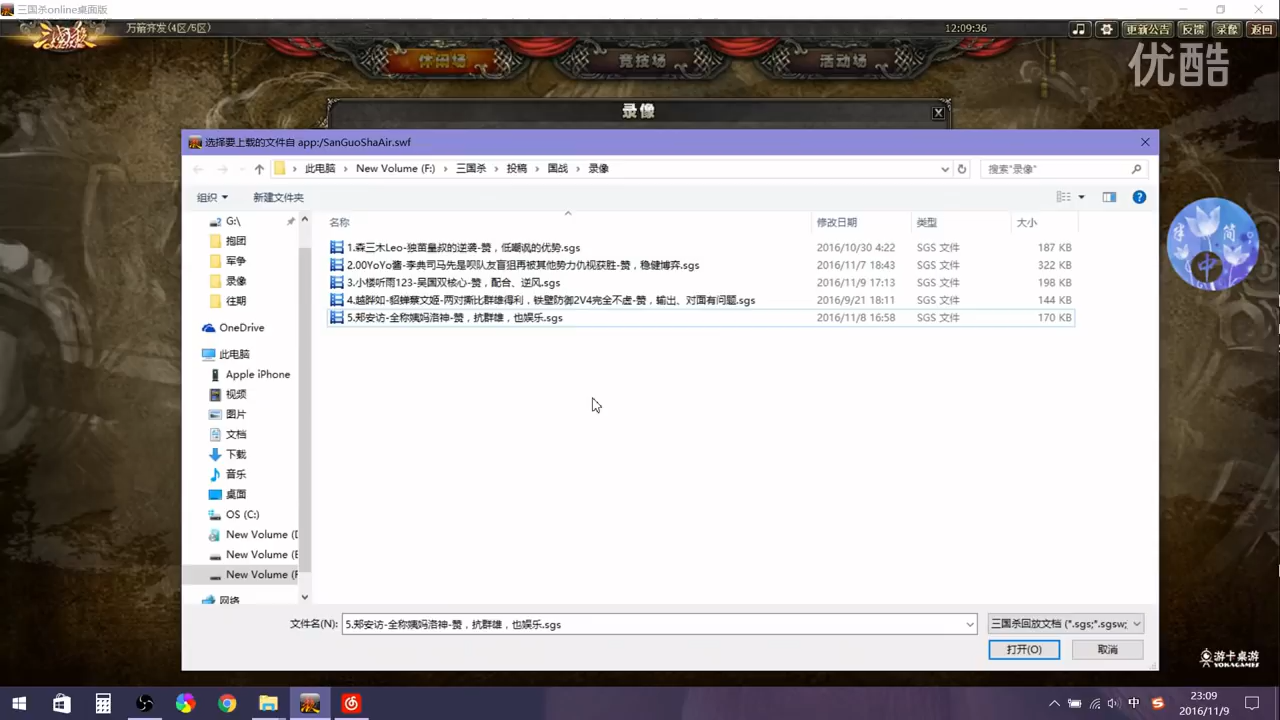 三国杀online桌面版
三国杀
万箭齐发(4区/5区)
12:09:36
更新公告
反馈
录像
返回
休闲场
竞技场
活动场
优酷
录像
选择要上载的文件自 app:/SanGuoShaAir.swf
此电脑 › New Volume (F:) › 三国杀 › 投稿 › 国战 › 录像
搜索"录像"
组织
新建文件夹
名称
修改日期
类型
大小
1.森三木Leo-独苗量叔的逆袭-赞，低嘲讽的优势.sgs 2016/10/30 4:22 SGS 文件 187 KB
2.00YoYo酱-李典司马先是坝队友盲狙再被其他势力仇视获胜-赞，稳健博弈.sgs 2016/11/7 18:43 SGS 文件 322 KB
3.小楼听雨123-吴国双核心-赞，配合、逆风.sgs 2016/11/9 17:13 SGS 文件 198 KB
4.越晔如-貂蝉蔡文姬-两对撕比群雄得利，铁壁防御2V4完全不虚-赞，输出、对面有问题.sgs 2016/9/21 18:11 SGS 文件 144 KB
5.郑安访-全称姨妈洛神-赞，抗群雄，也娱乐.sgs 2016/11/8 16:58 SGS 文件 170 KB
G:\
抱团
军争
录像
往期
OneDrive
此电脑
Apple iPhone
视频
图片
文档
下载
音乐
桌面
OS (C:)
New Volume (D
New Volume (E
New Volume (F
网络
简
中
文件名(N):
5.郑安访-全称姨妈洛神-赞，抗群雄，也娱乐.sgs
三国杀回放文档 (*.sgs;*.sgsw;
打开(O)
取消
游卡桌游
YOKAGAMES
中
23:09
2016/11/9